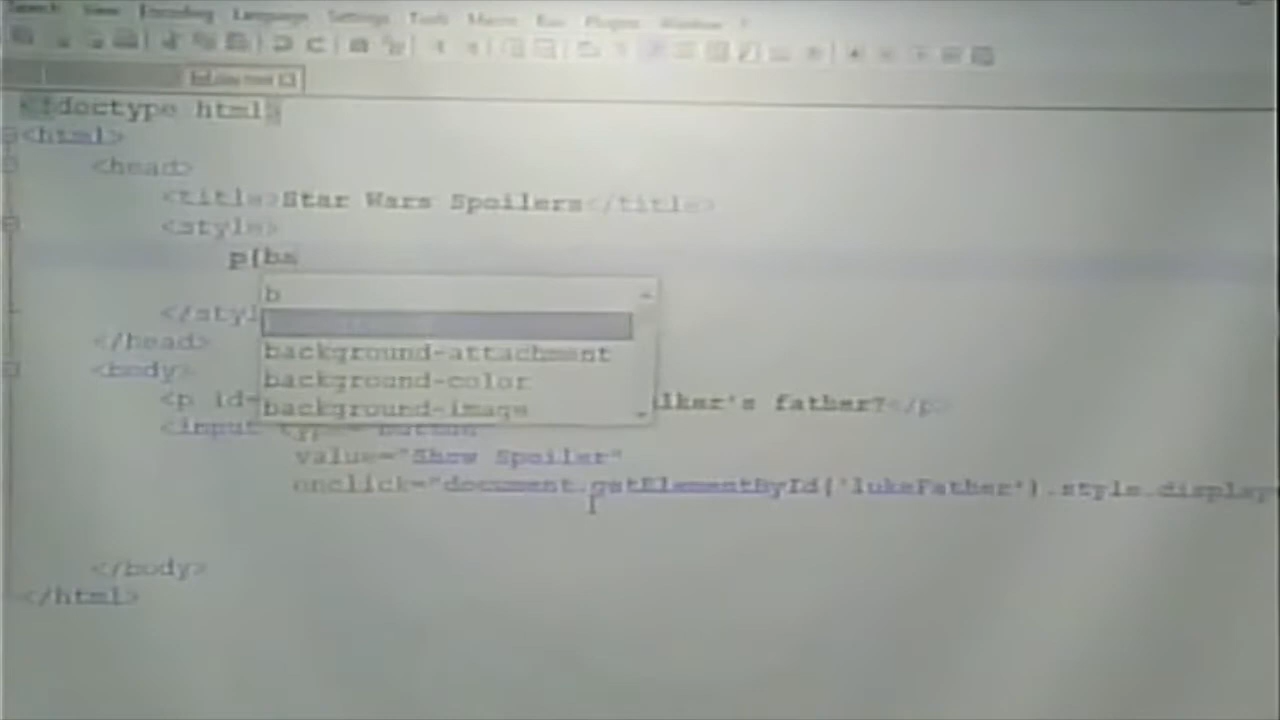 Search View Encoding Language Settings Tools Macro Run Plugins Window ?
<!doctype html>
<html>
<head>
<title>Star Wars Spoilers</title>
<style>
p{ba
b
</styl
background-attachment
</head>
background-color
<body>
background-image
<p id= lker's father?</p>
<input type="button"
value="Show Spoiler"
onclick="document.getElementById('lukeFather').style.display
</body>
</html>